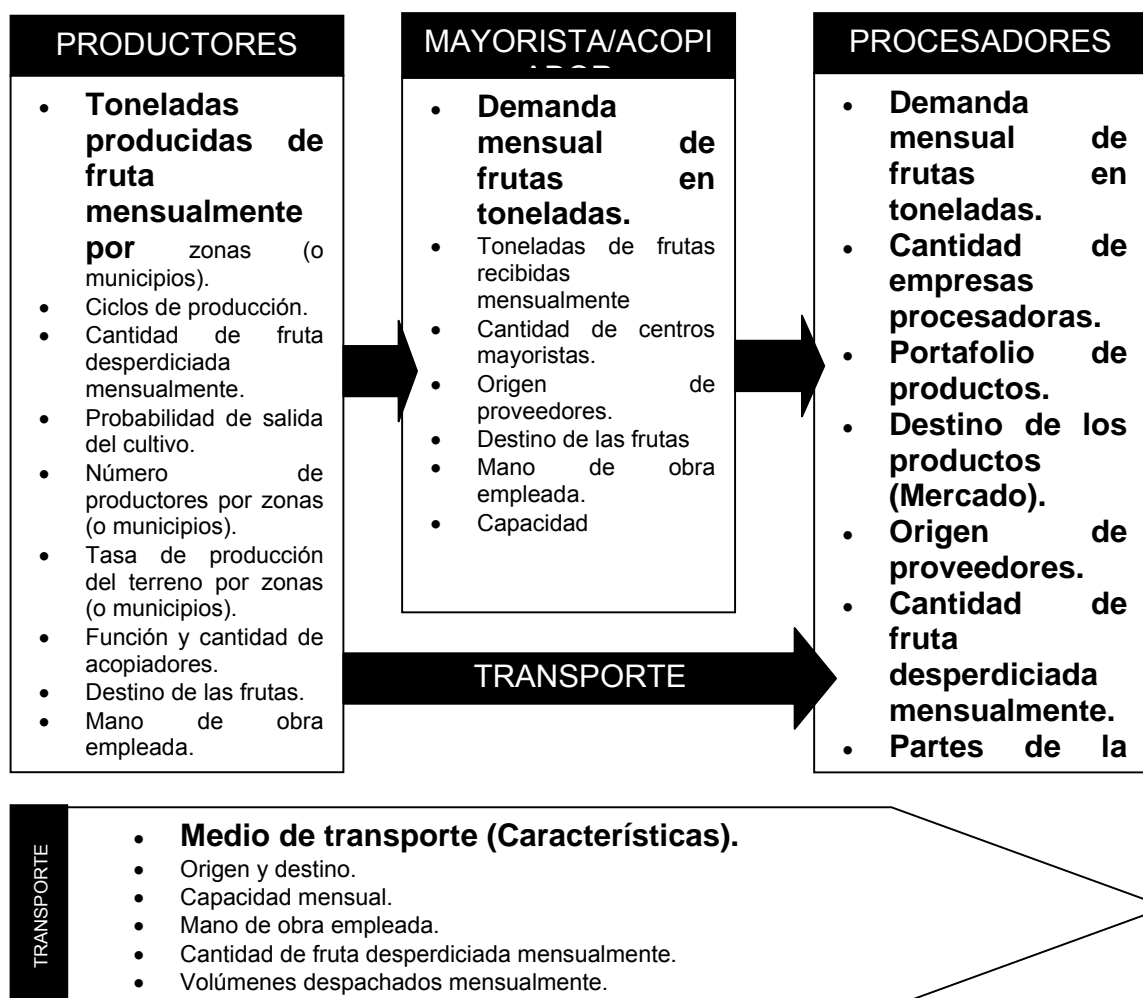 PRODUCTORES
• Toneladas
producidas de
fruta
mensualmente
por zonas (o
municipios).
• Ciclos de producción.
• Cantidad de fruta
desperdiciada
mensualmente.
• Probabilidad de salida
del cultivo.
• Número de
productores por zonas
(o municipios).
• Tasa de producción
del terreno por zonas
(o municipios).
• Función y cantidad de
acopiadores.
• Destino de las frutas.
• Mano de obra
empleada.
MAYORISTA/ACOPI
• Demanda
mensual de
frutas en
toneladas.
• Toneladas de frutas
recibidas
mensualmente
• Cantidad de centros
mayoristas.
• Origen de
proveedores.
• Destino de las frutas
• Mano de obra
empleada.
• Capacidad
PROCESADORES
• Demanda
mensual de
frutas en
toneladas.
• Cantidad de
empresas
procesadoras.
• Portafolio de
productos.
• Destino de los
productos
(Mercado).
• Origen de
proveedores.
• Cantidad de
fruta
desperdiciada
mensualmente.
• Partes de la
TRANSPORTE
TRANSPORTE
• Medio de transporte (Características).
• Origen y destino.
• Capacidad mensual.
• Mano de obra empleada.
• Cantidad de fruta desperdiciada mensualmente.
• Volúmenes despachados mensualmente.